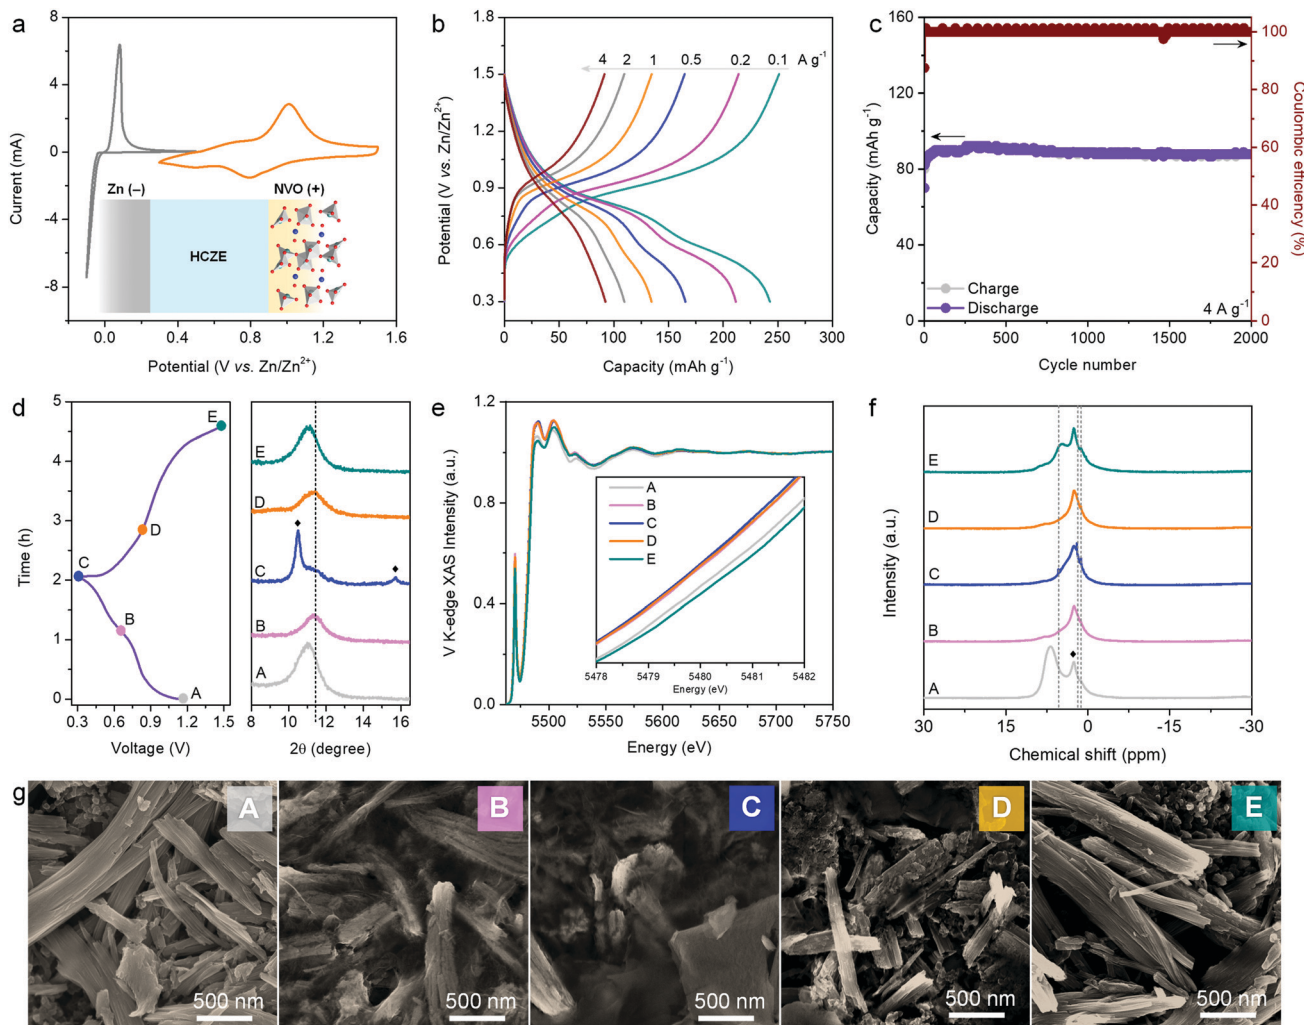 a
8
4
0
-4
-8
Current (mA)
Zn (–)
NVO (+)
HCZE
0.0
0.4
0.8
1.2
1.6
Potential (V vs. Zn/Zn²⁺)
b
1.8
1.5
1.2
0.9
0.6
0.3
Potential (V vs. Zn/Zn²⁺)
4 2 1 0.5 0.2 0.1 A g⁻¹
0 50 100 150 200 250 300
Capacity (mAh g⁻¹)
c
160
120
80
40
0
Capacity (mAh g⁻¹)
100
80
60
40
20
0
Coulombic efficiency (%)
Charge
Discharge
4 A g⁻¹
0 500 1000 1500 2000
Cycle number
d
5
4
3
2
1
0
Time (h)
E
D
C
B
A
0.3 0.6 0.9 1.2 1.5
Voltage (V)
E
D
C
B
A
8 10 12 14 16
2θ (degree)
e
1.2
0.8
0.4
0.0
V K-edge XAS Intensity (a.u.)
A
B
C
D
E
5478 5479 5480 5481 5482
Energy (eV)
5500 5550 5600 5650 5700 5750
Energy (eV)
f
Intensity (a.u.)
E
D
C
B
A
30 15 0 -15 -30
Chemical shift (ppm)
g
A
B
C
D
E
500 nm
500 nm
500 nm
500 nm
500 nm